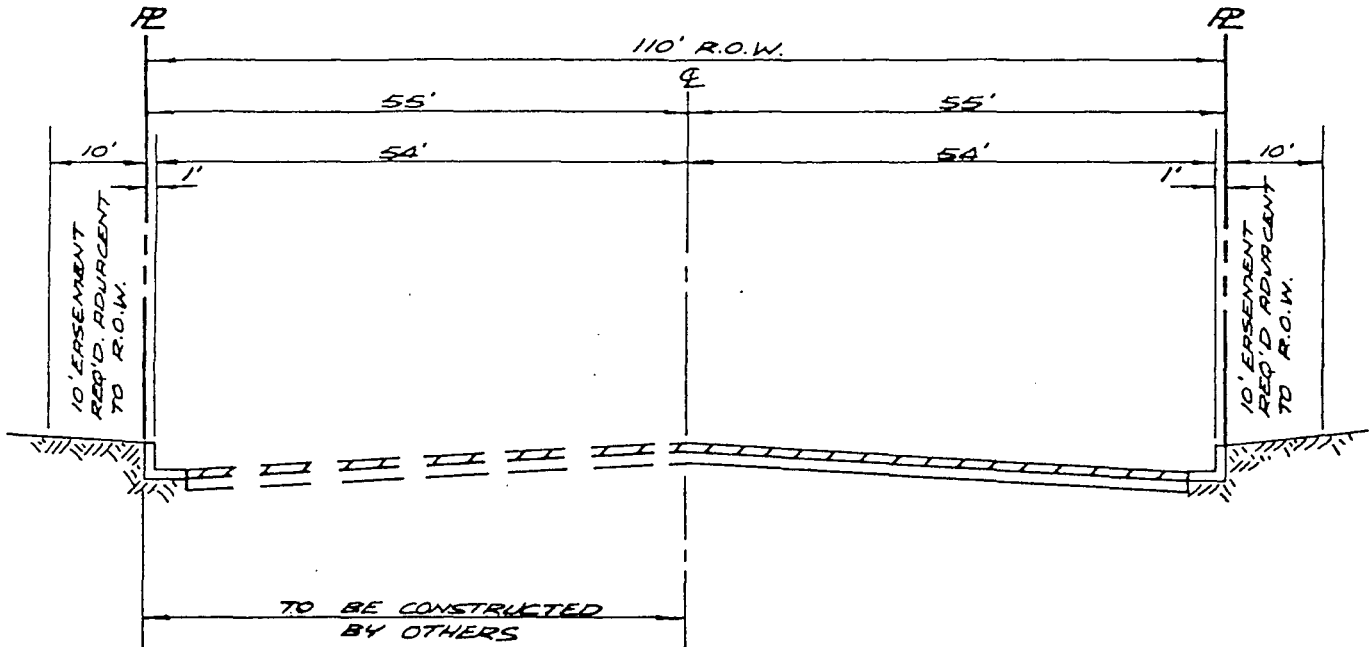 PL
PL
110' R.O.W.
CL
55'
55'
10'
54'
54'
10'
1'
1'
10' EASEMENT
REQ'D. ADJACENT
TO R.O.W.
10' EASEMENT
REQ'D ADJACENT
TO R.O.W.
TO BE CONSTRUCTED
BY OTHERS